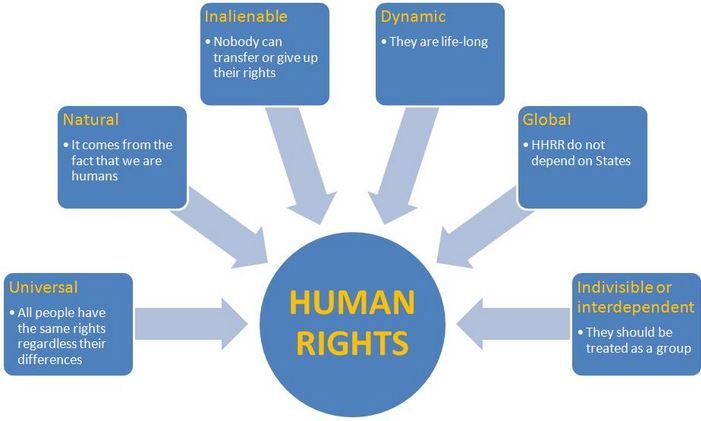 Inalienable
• Nobody can
transfer or give up
their rights
Dynamic
• They are life-long
Natural
• It comes from the
fact that we are
humans
Global
• HHRR do not
depend on States
Universal
• All people have
the same rights
regardless their
differences
HUMAN
RIGHTS
Indivisible or
interdependent
• They should be
treated as a group